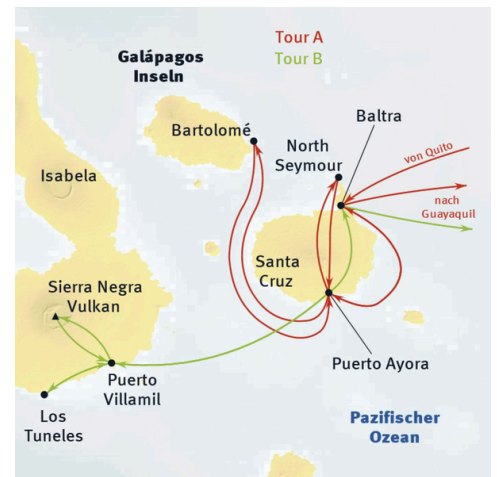 Tour A
Tour B
Galápagos
Inseln
Bartolomé
North
Seymour
Baltra
von Quito
nach
Guayaquil
Isabela
Santa
Cruz
Sierra Negra
Vulkan
Puerto Ayora
Puerto
Villamil
Los
Tuneles
Pazifischer
Ozean